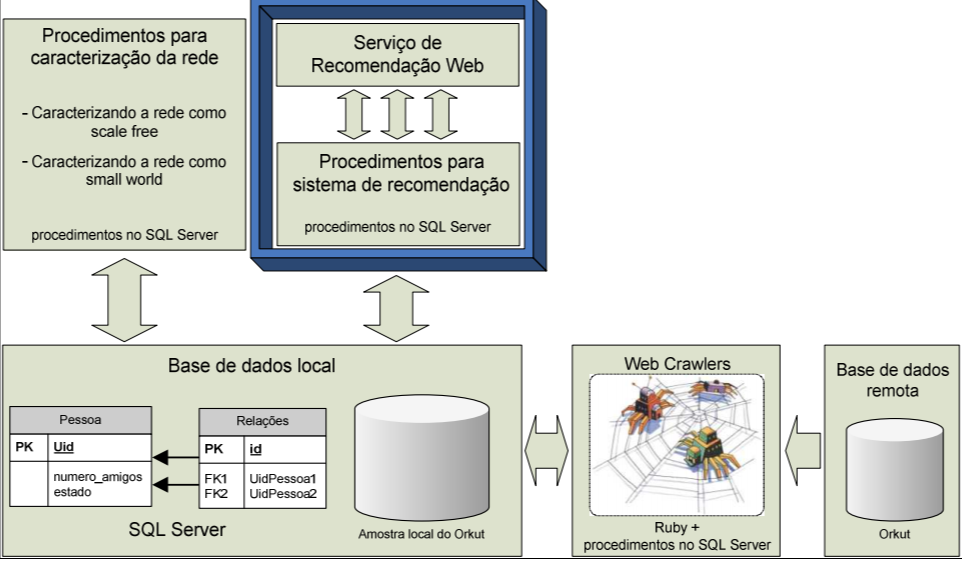 Procedimentos para
caracterização da rede
- Caracterizando a rede como
scale free
- Caracterizando a rede como
small world
procedimentos no SQL Server
Serviço de
Recomendação Web
Procedimentos para
sistema de recomendação
procedimentos no SQL Server
Base de dados local
Pessoa
PK Uid
numero_amigos
estado
Relações
PK id
FK1 UidPessoa1
FK2 UidPessoa2
SQL Server
Amostra local do Orkut
Web Crawlers
Ruby +
procedimentos no SQL Server
Base de dados
remota
Orkut